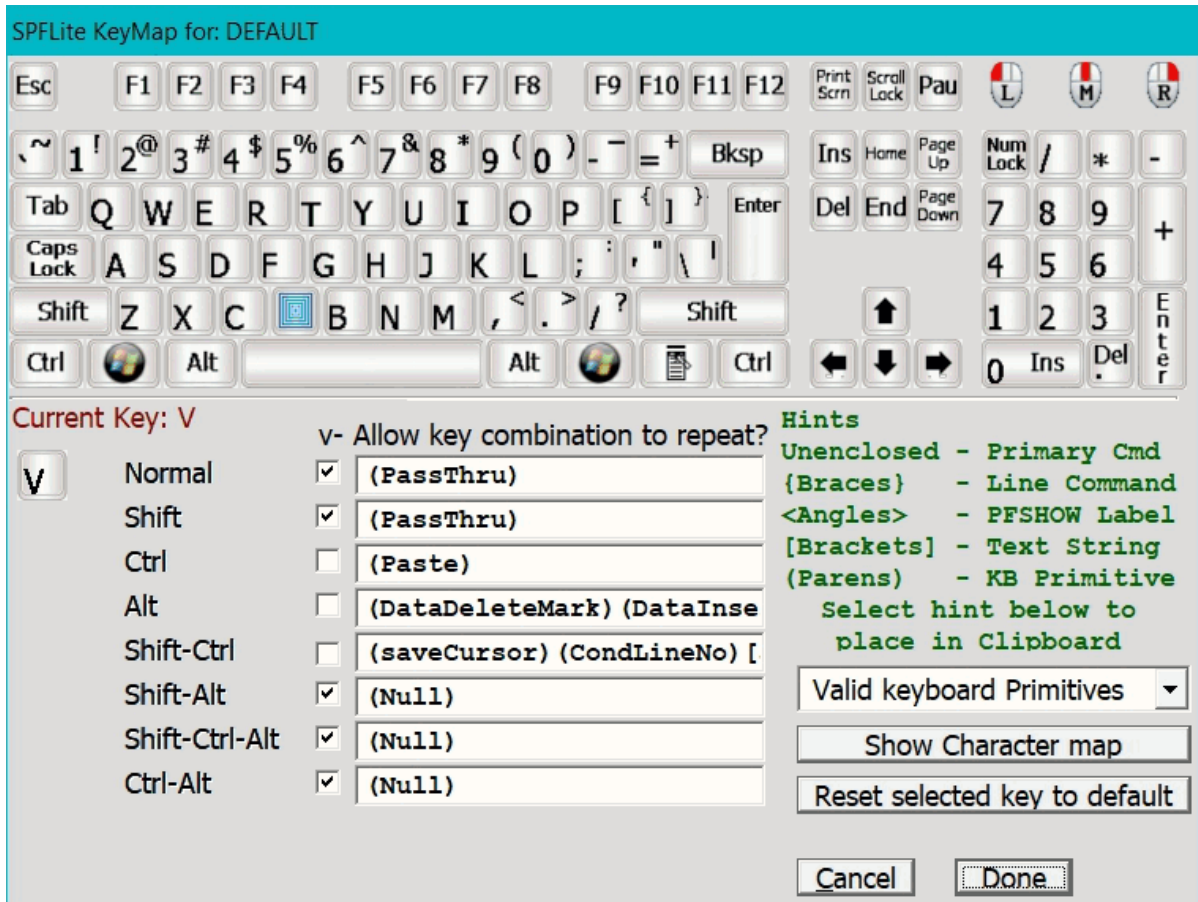 SPFLite KeyMap for: DEFAULT
Esc F1 F2 F3 F4 F5 F6 F7 F8 F9 F10 F11 F12 Print Scrn Scroll Lock Pau L M R
` ~ 1 ! 2 @ 3 # 4 $ 5 % 6 ^ 7 & 8 * 9 ( 0 ) - _ = + Bksp Ins Home Page Up Num Lock / * -
Tab Q W E R T Y U I O P [ { ] } Enter Del End Page Down 7 8 9 +
Caps Lock A S D F G H J K L ; : ' " \ | 4 5 6
Shift Z X C B N M , < . > / ? Shift 1 2 3 Enter
Ctrl Alt Alt Ctrl 0 Ins Del .
Current Key: V
v- Allow key combination to repeat?
V
Normal (PassThru)
Shift (PassThru)
Ctrl (Paste)
Alt (DataDeleteMark)(DataInse
Shift-Ctrl (saveCursor)(CondLineNo)[
Shift-Alt (Null)
Shift-Ctrl-Alt (Null)
Ctrl-Alt (Null)
Hints
Unenclosed - Primary Cmd
{Braces} - Line Command
<Angles> - PFSHOW Label
[Brackets] - Text String
(Parens) - KB Primitive
Select hint below to
place in Clipboard
Valid keyboard Primitives
Show Character map
Reset selected key to default
Cancel Done